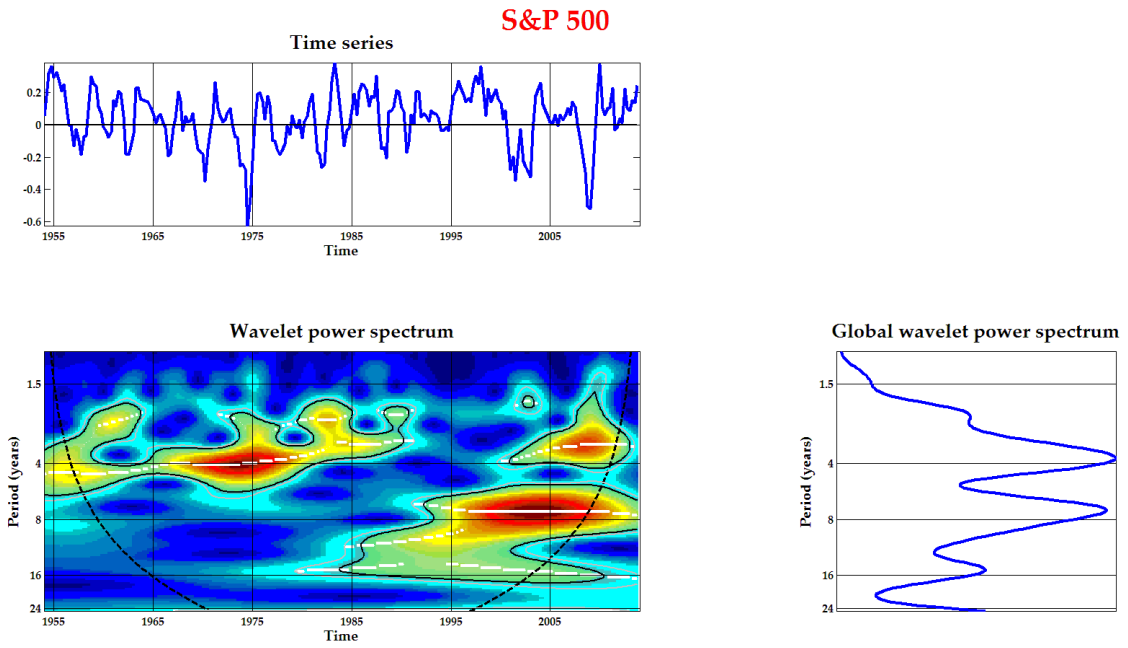 S&P 500
Time series
0.2
0
-0.2
-0.4
-0.6
1955 1965 1975 1985 1995 2005
Time
Wavelet power spectrum
Period (years)
1.5
4
8
16
24
1955 1965 1975 1985 1995 2005
Time
Global wavelet power spectrum
Period (years)
1.5
4
8
16
24